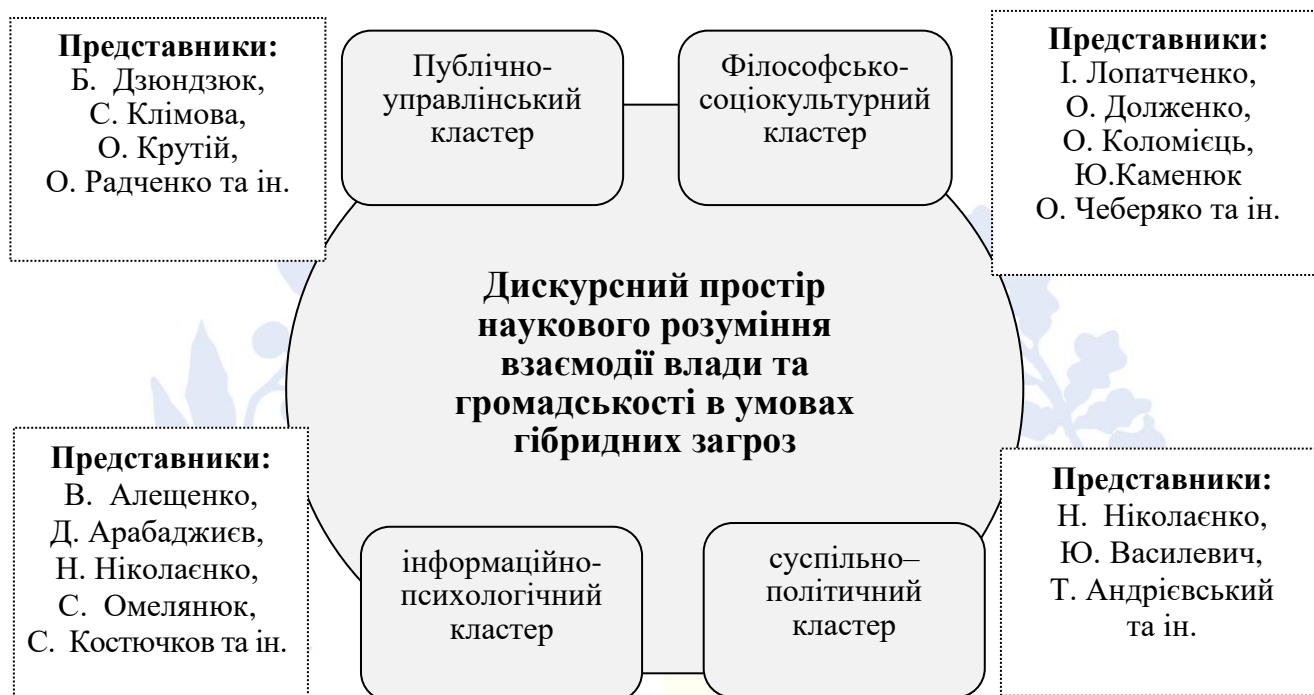 Представники:
Б. Дзюндзюк,
С. Клімова,
О. Крутій,
О. Радченко та ін.
Публічно-
управлінський
кластер
Філософсько-
соціокультурний
кластер
Представники:
І. Лопатченко,
О. Долженко,
О. Коломієць,
Ю.Каменюк
О. Чеберяко та ін.
Дискурсний простір
наукового розуміння
взаємодії влади та
громадськості в умовах
гібридних загроз
Представники:
В. Алещенко,
Д. Арабаджиєв,
Н. Ніколаєнко,
С. Омелянюк,
С. Костючков та ін.
інформаційно-
психологічний
кластер
суспільно–
політичний
кластер
Представники:
Н. Ніколаєнко,
Ю. Василевич,
Т. Андрієвський
та ін.